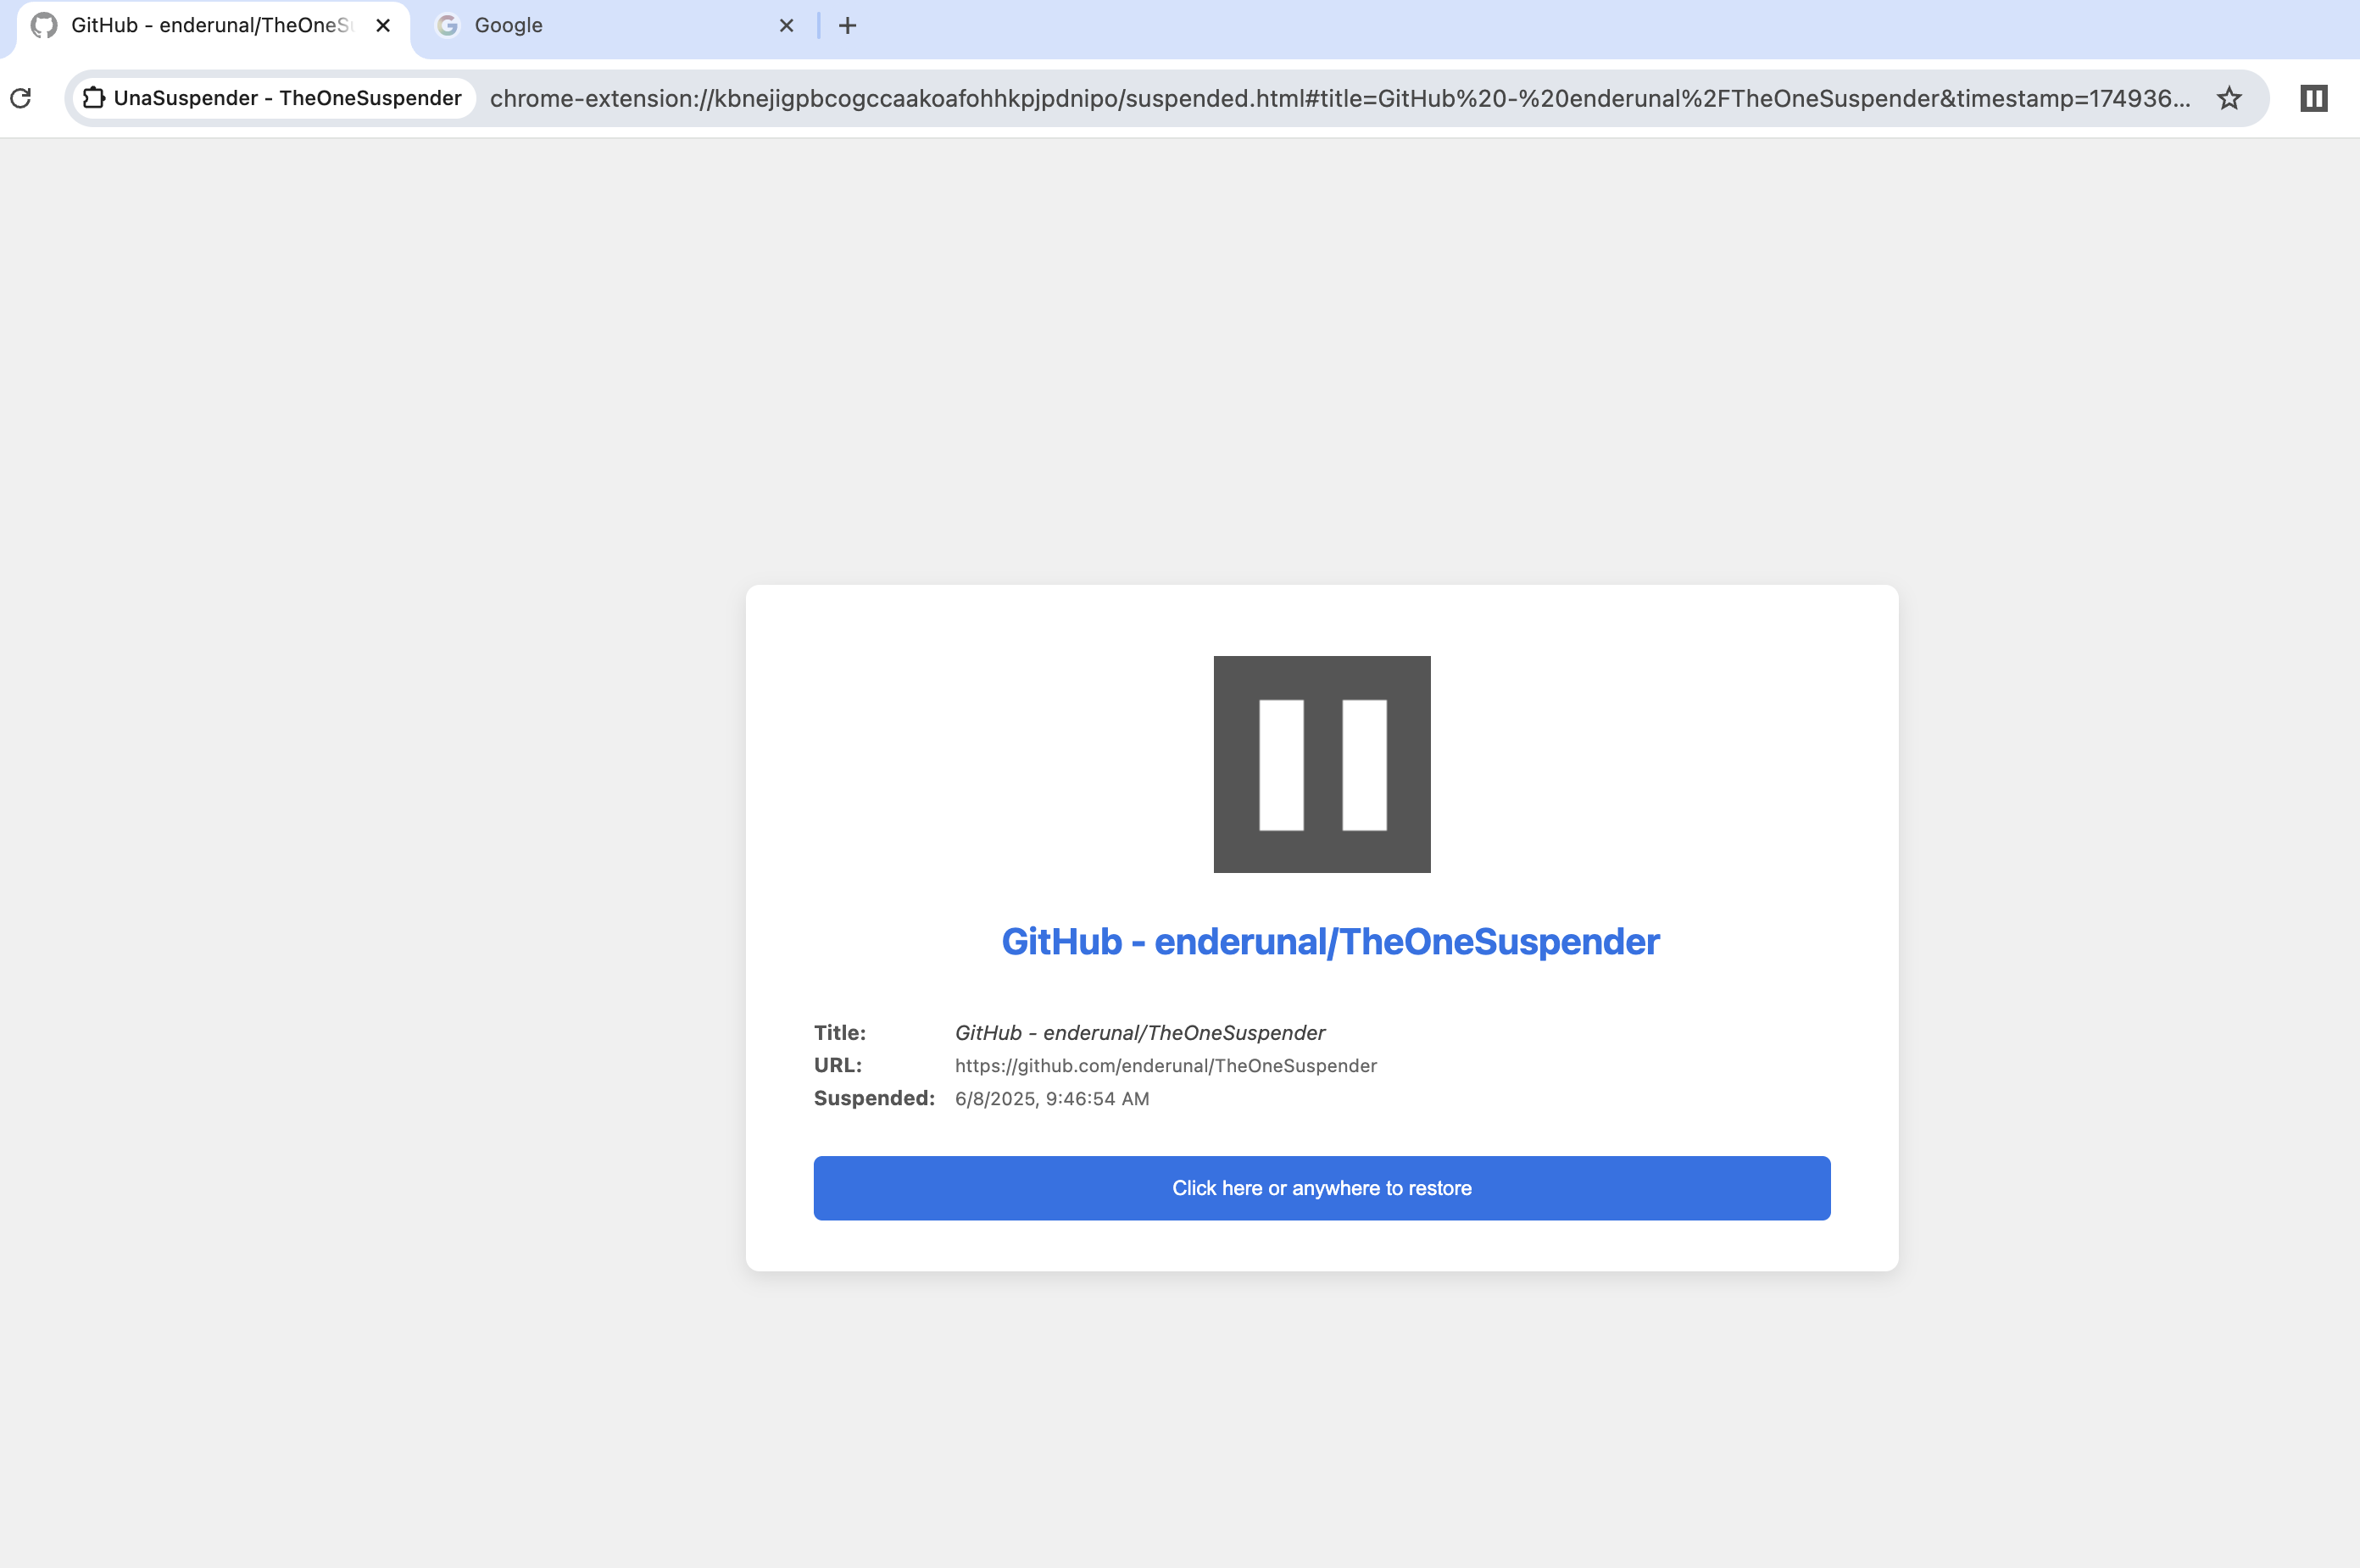 GitHub - enderunal/TheOneSu
Google
UnaSuspender - TheOneSuspender
chrome-extension://kbnejigpbcogccaakoafohhkpjpdnipo/suspended.html#title=GitHub%20-%20enderunal%2FTheOneSuspender&timestamp=174936...
GitHub - enderunal/TheOneSuspender
Title: GitHub - enderunal/TheOneSuspender
URL: https://github.com/enderunal/TheOneSuspender
Suspended: 6/8/2025, 9:46:54 AM
Click here or anywhere to restore